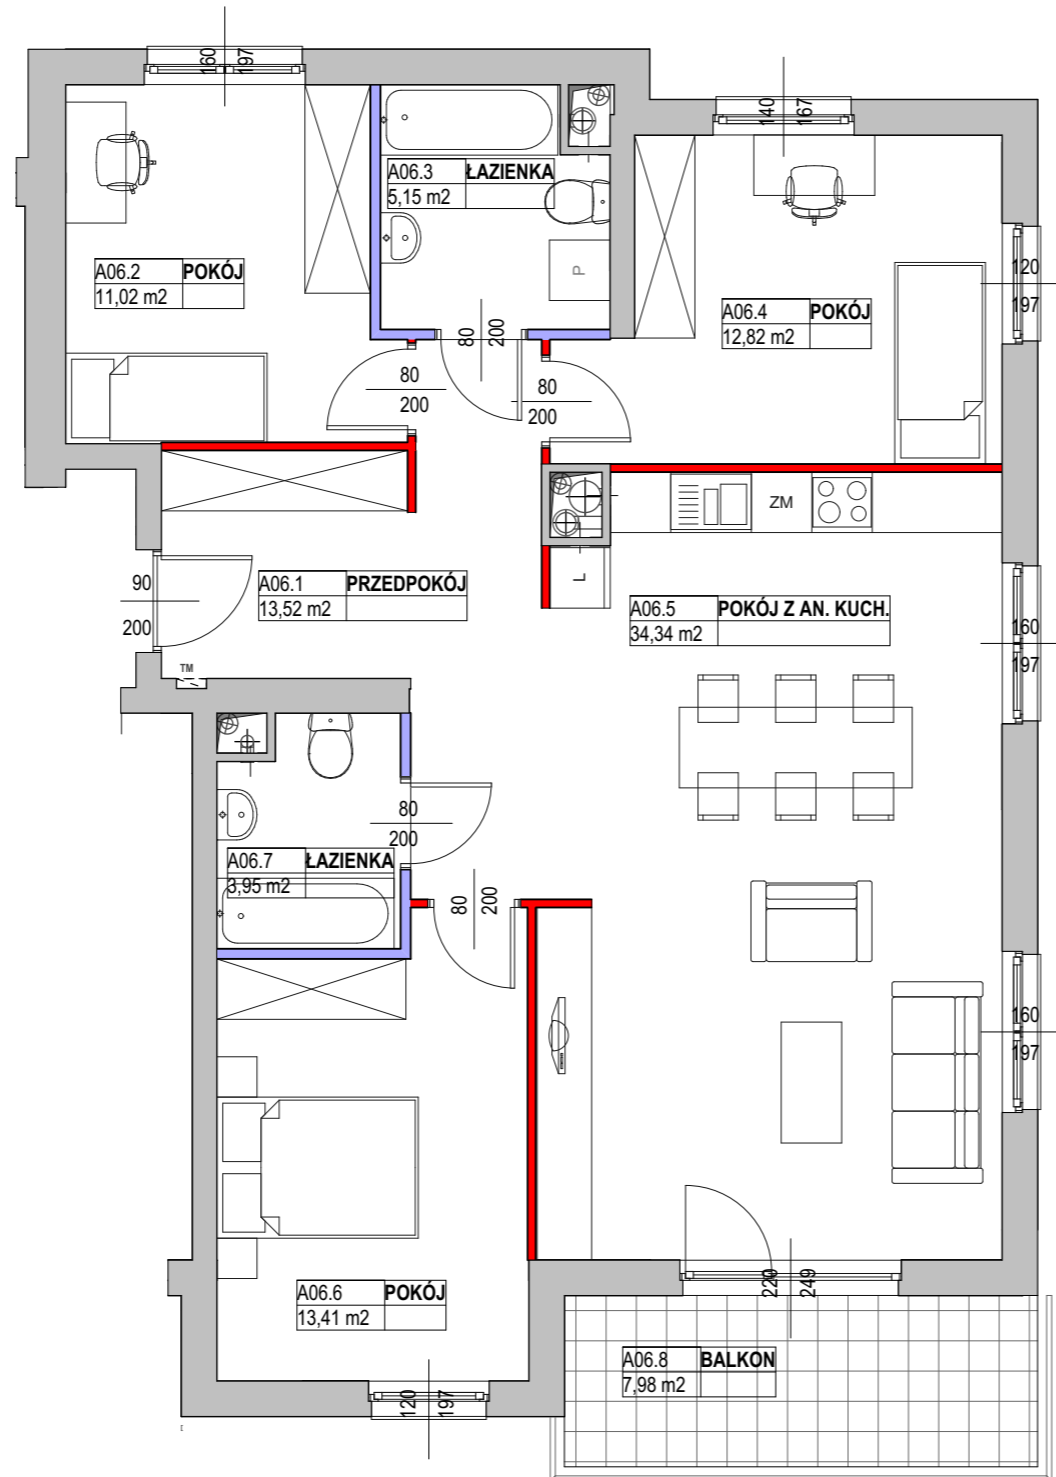 160
197
140
167
A06.3 ŁAZIENKA
5,15 m2
A06.2 POKÓJ
11,02 m2
P
120
197
A06.4 POKÓJ
12,82 m2
80
200
80
200
80
200
ZM
L
90
200
A06.1 PRZEDPOKÓJ
13,52 m2
A06.5 POKÓJ Z AN. KUCH.
34,34 m2
160
197
TM
80
200
A06.7 ŁAZIENKA
3,95 m2
80
200
160
197
A06.6 POKÓJ
13,41 m2
220
249
A06.8 BALKON
7,98 m2
120
197